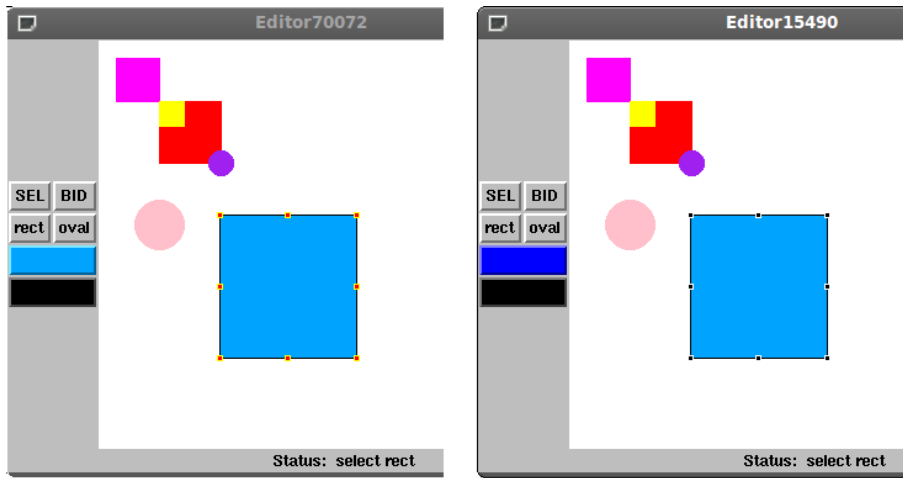 Editor70072
SEL BID
rect oval
Status: select rect
Editor15490
SEL BID
rect oval
Status: select rect